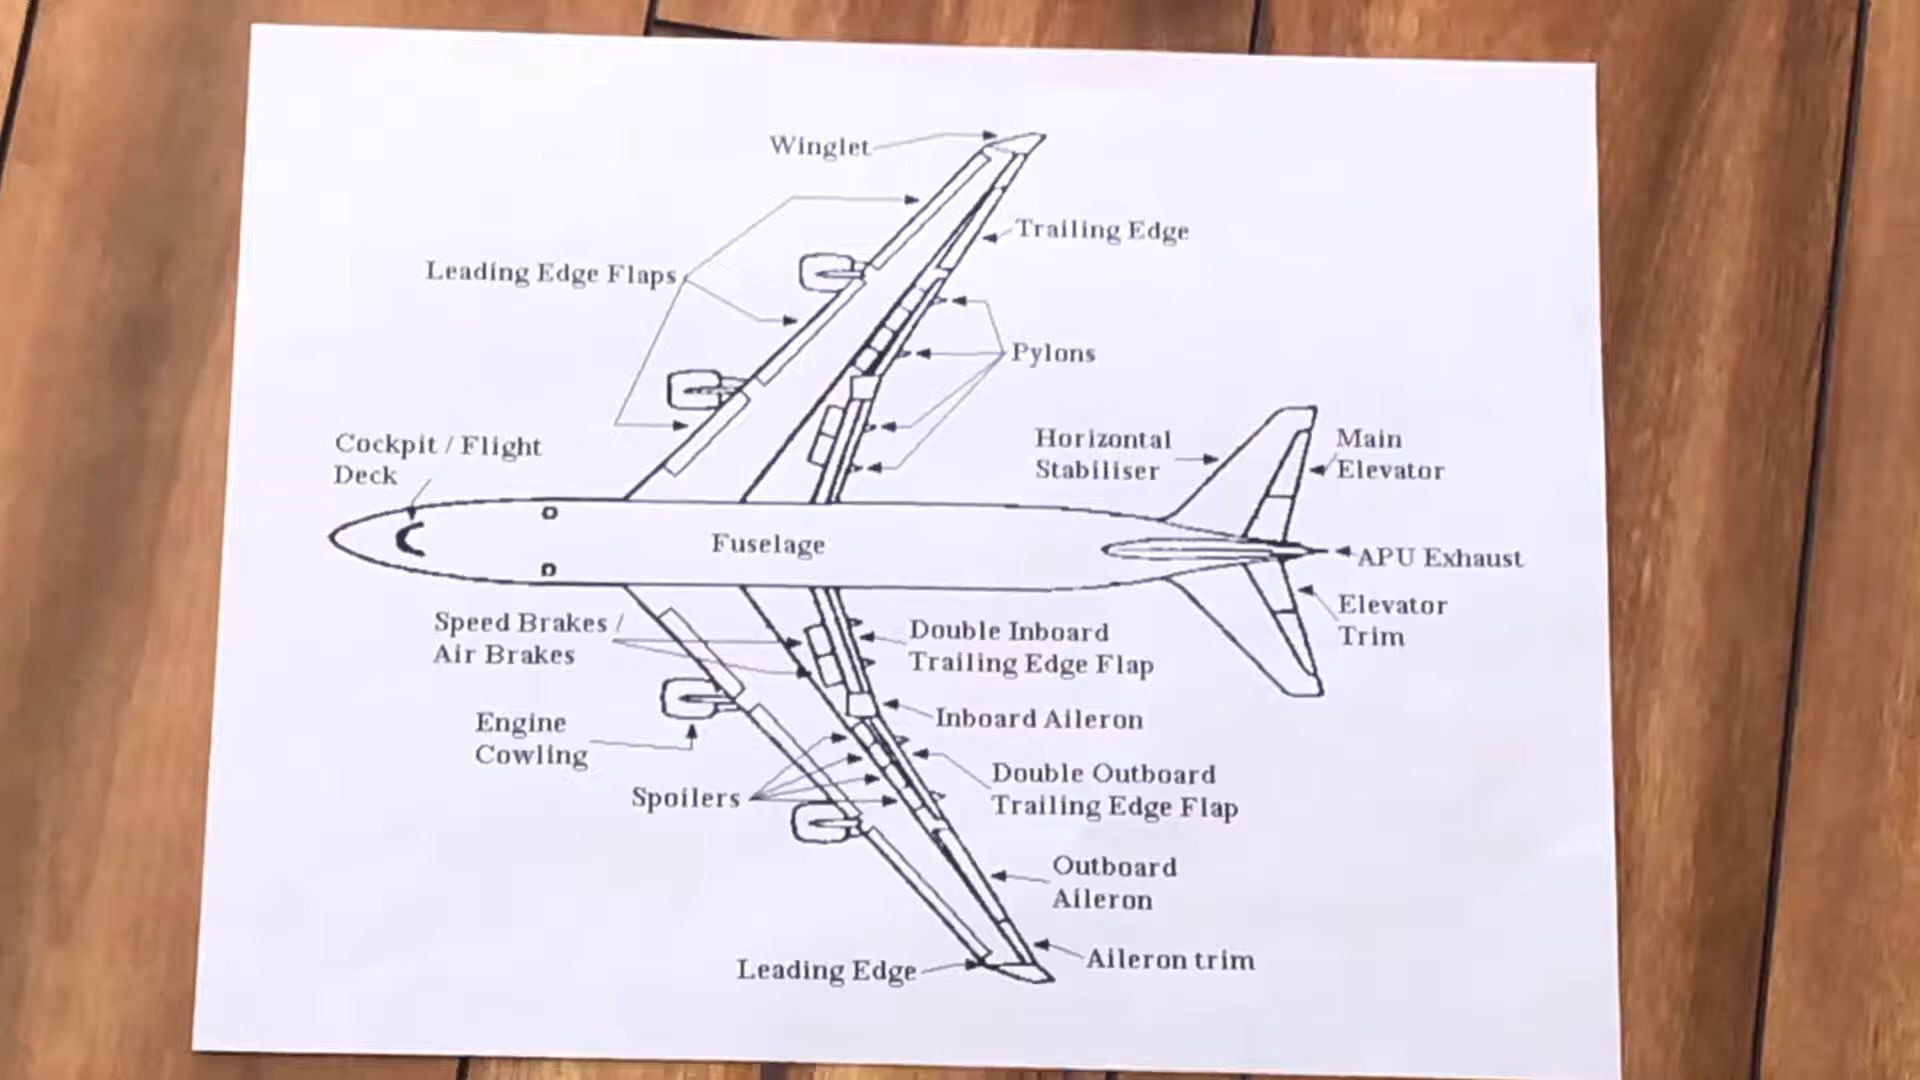 Winglet
Trailing Edge
Leading Edge Flaps
Pylons
Cockpit / Flight
Deck
Horizontal
Stabiliser
Main
Elevator
Fuselage
APU Exhaust
Speed Brakes /
Air Brakes
Double Inboard
Trailing Edge Flap
Elevator
Trim
Engine
Cowling
Inboard Aileron
Spoilers
Double Outboard
Trailing Edge Flap
Outboard
Aileron
Leading Edge
Aileron trim